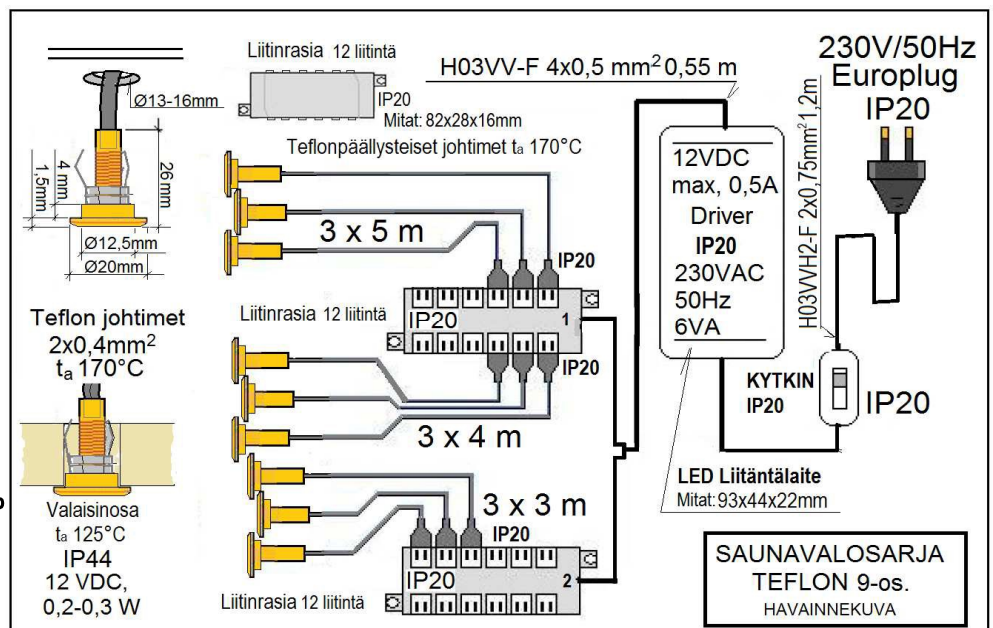 Liitinrasia 12 liitintä
Ø13-16mm
IP20
Mitat: 82x28x16mm
26 mm
4 mm
1,5mm
Ø12,5mm
Ø20mm
Teflon johtimet
2x0,4mm²
ta 170°C
Valaisinosa
ta 125°C
IP44
12 VDC,
0,2-0,3 W
Teflonpäällysteiset johtimet ta 170°C
3 x 5 m
IP20
Liitinrasia 12 liitintä
IP20
1
IP20
3 x 4 m
3 x 3 m
IP20
IP20
2
Liitinrasia 12 liitintä
H03VV-F 4x0,5 mm² 0,55 m
12VDC
max, 0,5A
Driver
IP20
230VAC
50Hz
6VA
LED Liitäntälaite
Mitat: 93x44x22mm
230V/50Hz
Europlug
IP20
H03VVH2-F 2x0,75mm² 1,2m
KYTKIN
IP20
IP20
SAUNAVALOSARJA
TEFLON 9-os.
HAVAINNEKUVA